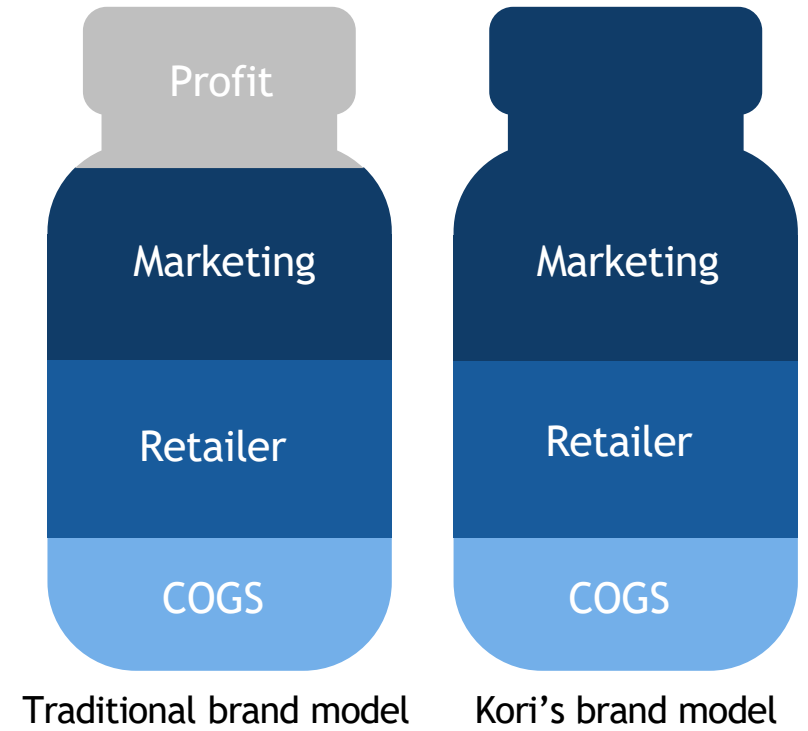 Profit
Marketing
Retailer
COGS
Traditional brand model
Marketing
Retailer
COGS
Kori’s brand model